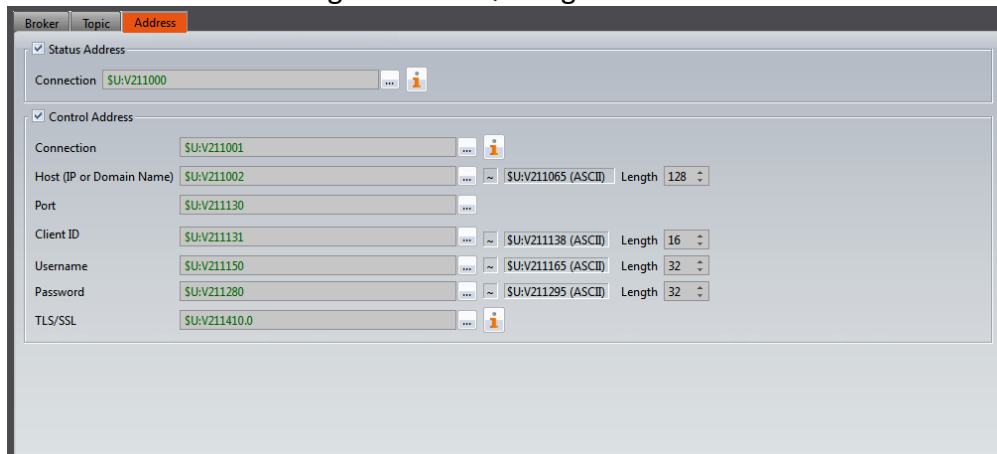 Broker Topic Address
Status Address
Connection $U:V211000 ... i
Control Address
Connection $U:V211001 ... i
Host (IP or Domain Name) $U:V211002 ... ~ $U:V211065 (ASCII) Length 128
Port $U:V211130 ...
Client ID $U:V211131 ... ~ $U:V211138 (ASCII) Length 16
Username $U:V211150 ... ~ $U:V211165 (ASCII) Length 32
Password $U:V211280 ... ~ $U:V211295 (ASCII) Length 32
TLS/SSL $U:V211410.0 ... i